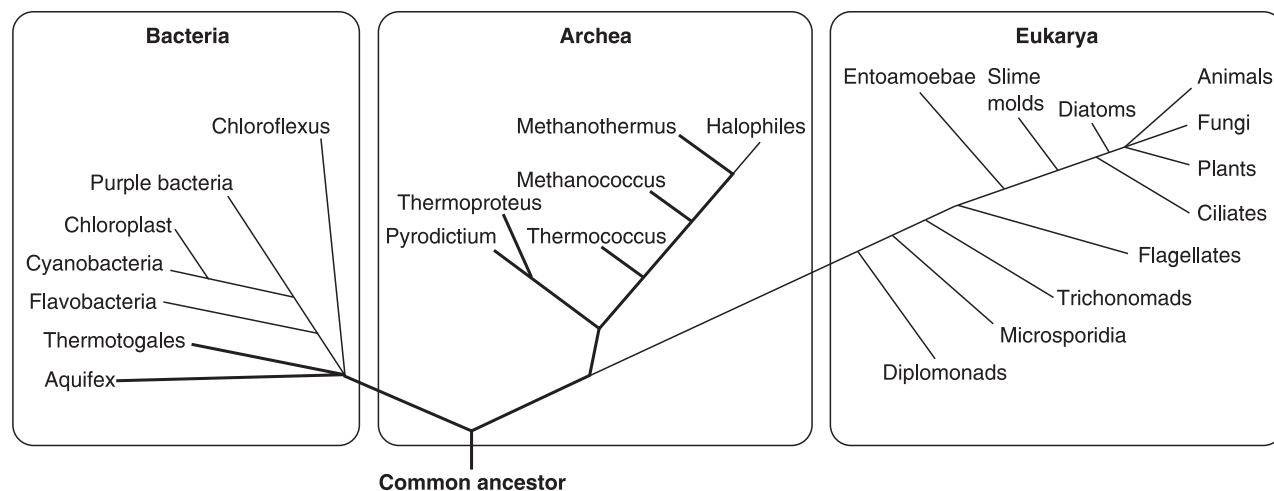 Bacteria
Chloroflexus
Purple bacteria
Chloroplast
Cyanobacteria
Flavobacteria
Thermotogales
Aquifex
Archea
Methanothermus
Halophiles
Methanococcus
Thermoproteus
Pyrodictium
Thermococcus
Eukarya
Entoamoebae
Slime
molds
Diatoms
Animals
Fungi
Plants
Ciliates
Flagellates
Trichonomads
Microsporidia
Diplomonads
Common ancestor